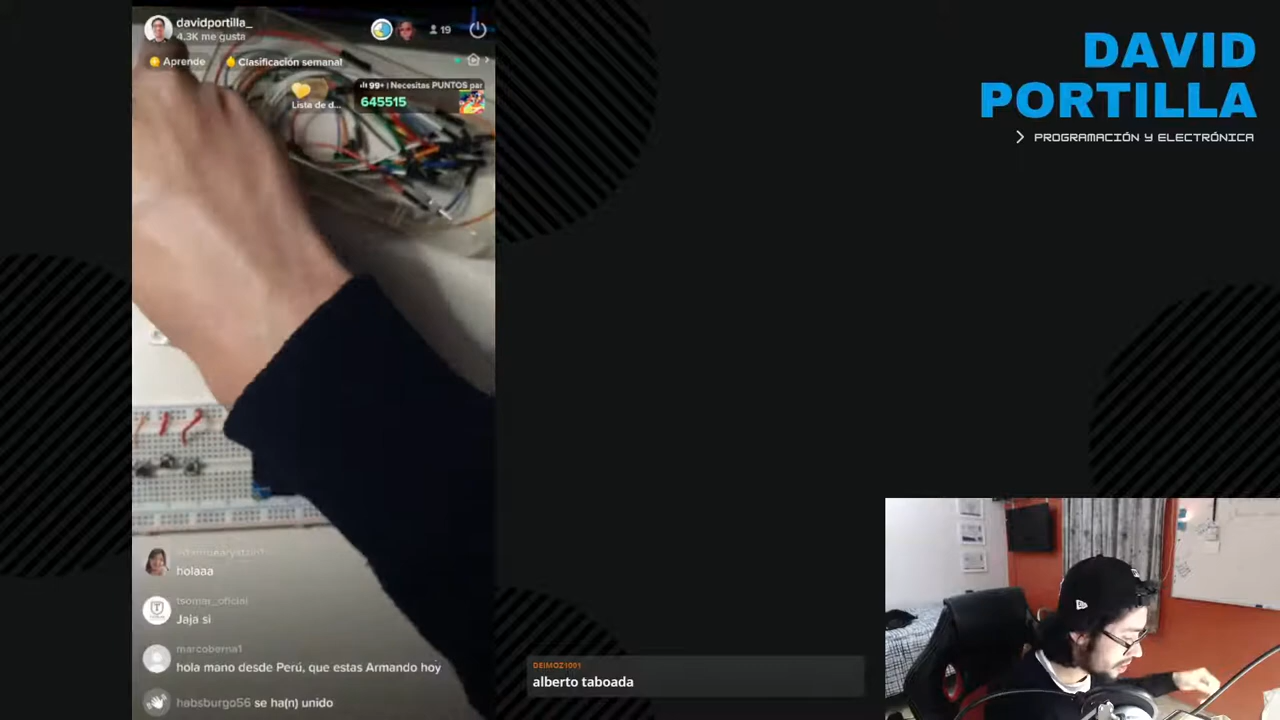 davidportilla_
4.3K me gusta
19
Aprende
Clasificación semanal
Lista de d...
99+ | Necesitas PUNTOS par
645515
DAVID
PORTILLA
PROGRAMACIÓN Y ELECTRÓNICA
holaaa
tsomar_oficial
Jaja si
marcoberna1
hola mano desde Perú, que estas Armando hoy
habsburgo56 se ha(n) unido
DEIMOZ1001
alberto taboada